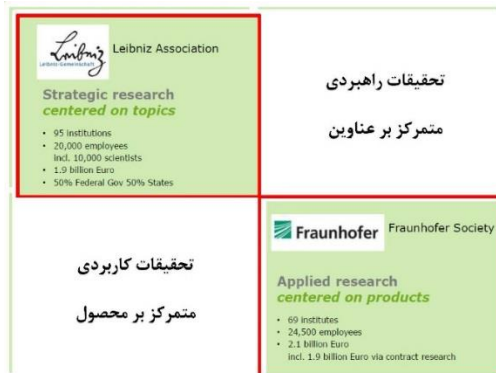 Leibniz
Leibniz-Gemeinschaft
Leibniz Association
Strategic research
centered on topics
• 95 institutions
• 20,000 employees
incl. 10,000 scientists
• 1.9 billion Euro
• 50% Federal Gov 50% States
تحقیقات راهبردی
متمرکز بر عناوین
تحقیقات کاربردی
متمرکز بر محصول
Fraunhofer
Fraunhofer Society
Applied research
centered on products
• 69 institutes
• 24,500 employees
• 2.1 billion Euro
incl. 1.9 billion Euro via contract research